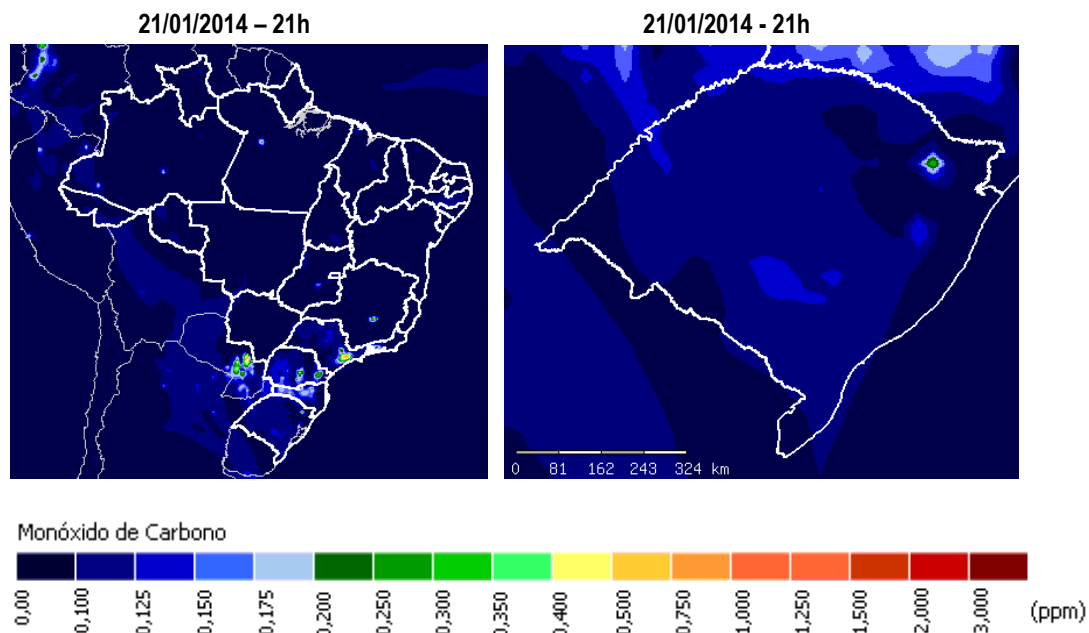 21/01/2014 – 21h
21/01/2014 - 21h
0 81 162 243 324 km
Monóxido de Carbono
0,00 0,100 0,125 0,150 0,175 0,200 0,250 0,300 0,350 0,400 0,500 0,750 1,000 1,250 1,500 2,000 3,000 (ppm)